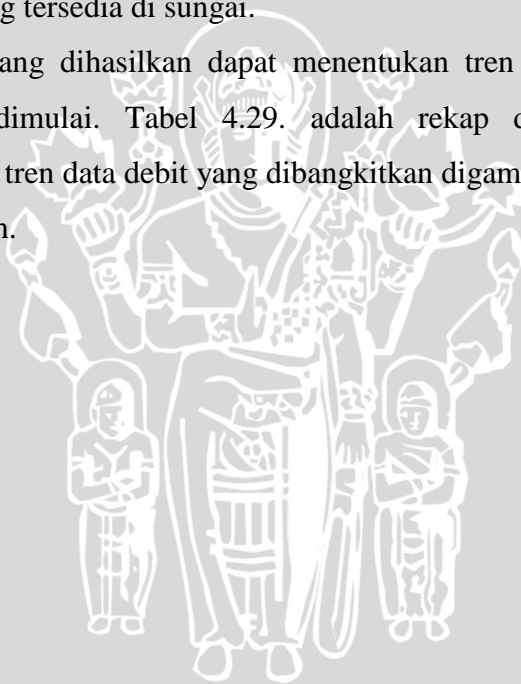 g tersedia di sungai.
ang dihasilkan dapat menentukan tren
dimulai. Tabel 4.29. adalah rekap d
tren data debit yang dibangkitkan digam
n.